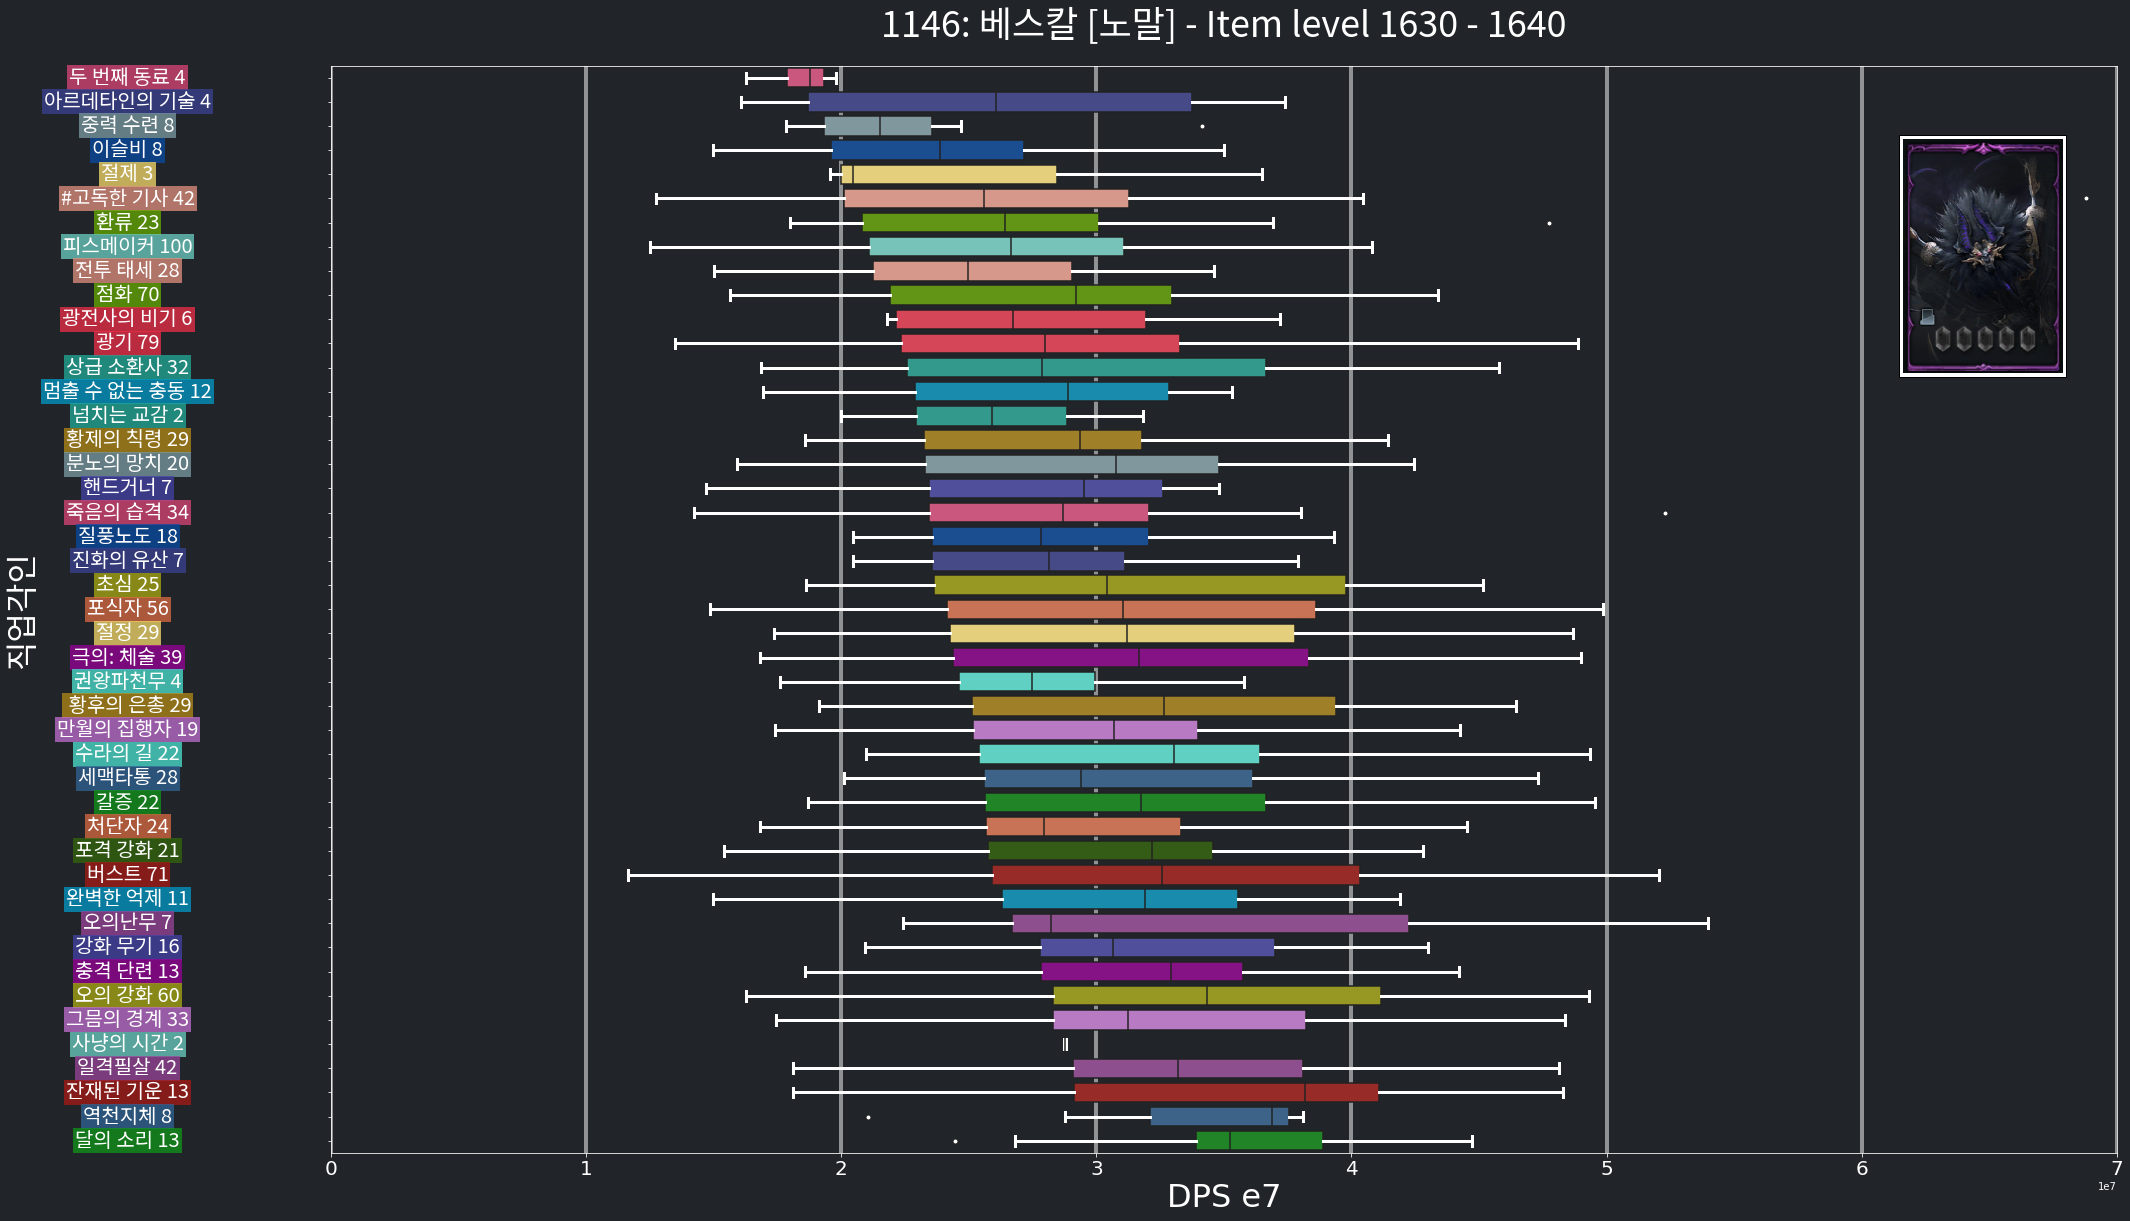 1146: 베스칼 [노말] - Item level 1630 - 1640
두 번째 동료 4
아르데타인의 기술 4
중력 수련 8
이슬비 8
절제 3
#고독한 기사 42
환류 23
피스메이커 100
전투 태세 28
점화 70
광전사의 비기 6
광기 79
상급 소환사 32
멈출 수 없는 충동 12
넘치는 교감 2
황제의 칙령 29
분노의 망치 20
핸드거너 7
죽음의 습격 34
질풍노도 18
진화의 유산 7
초심 25
포식자 56
절정 29
극의: 체술 39
권왕파천무 4
황후의 은총 29
만월의 집행자 19
수라의 길 22
세맥타통 28
갈증 22
처단자 24
포격 강화 21
버스트 71
완벽한 억제 11
오의난무 7
강화 무기 16
충격 단련 13
오의 강화 60
그믐의 경계 33
사냥의 시간 2
일격필살 42
잔재된 기운 13
역천지체 8
달의 소리 13
직업각인
0 1 2 3 4 5 6 7
1e7
DPS e7